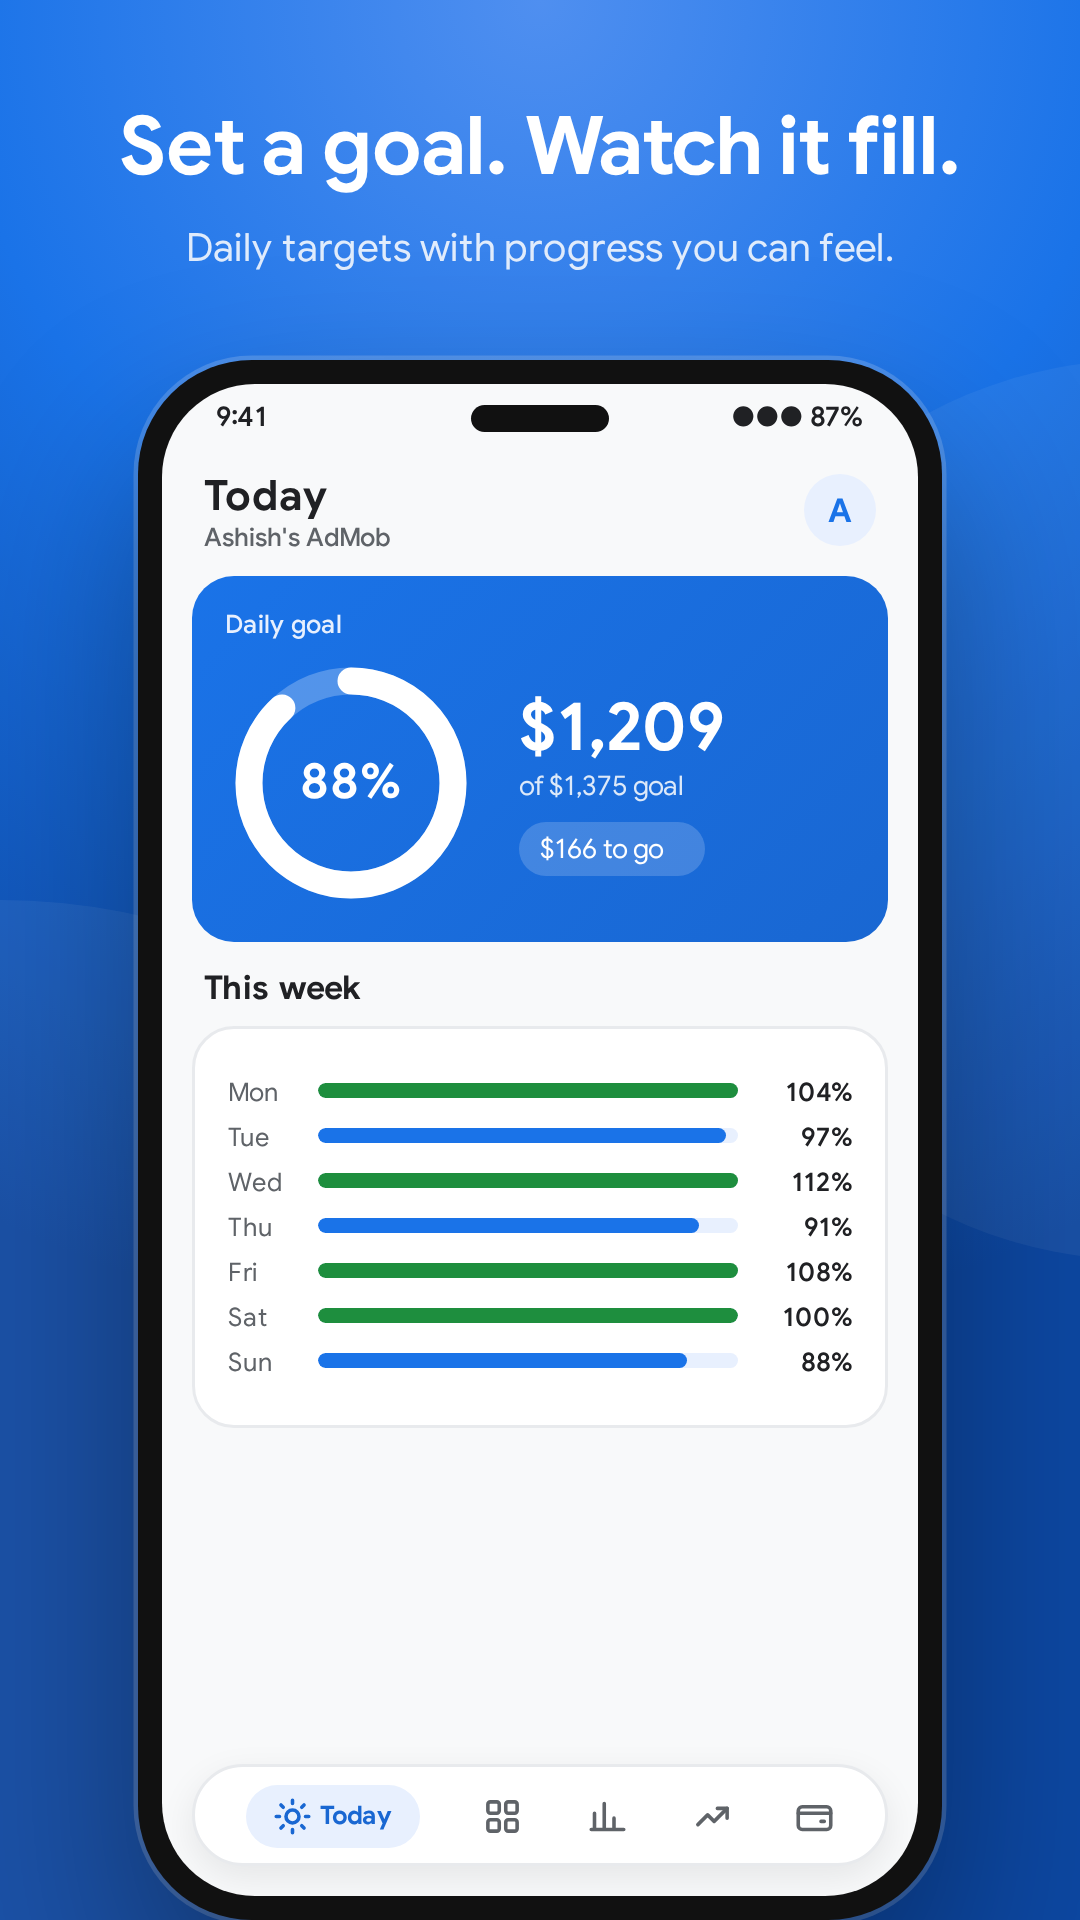 Set a goal. Watch it fill.
Daily targets with progress you can feel.
9:41
87%
Today
A
Ashish's AdMob
Daily goal
88%
$1,209
of $1,375 goal
$166 to go
This week
Mon 104%
Tue 97%
Wed 112%
Thu 91%
Fri 108%
Sat 100%
Sun 88%
Today